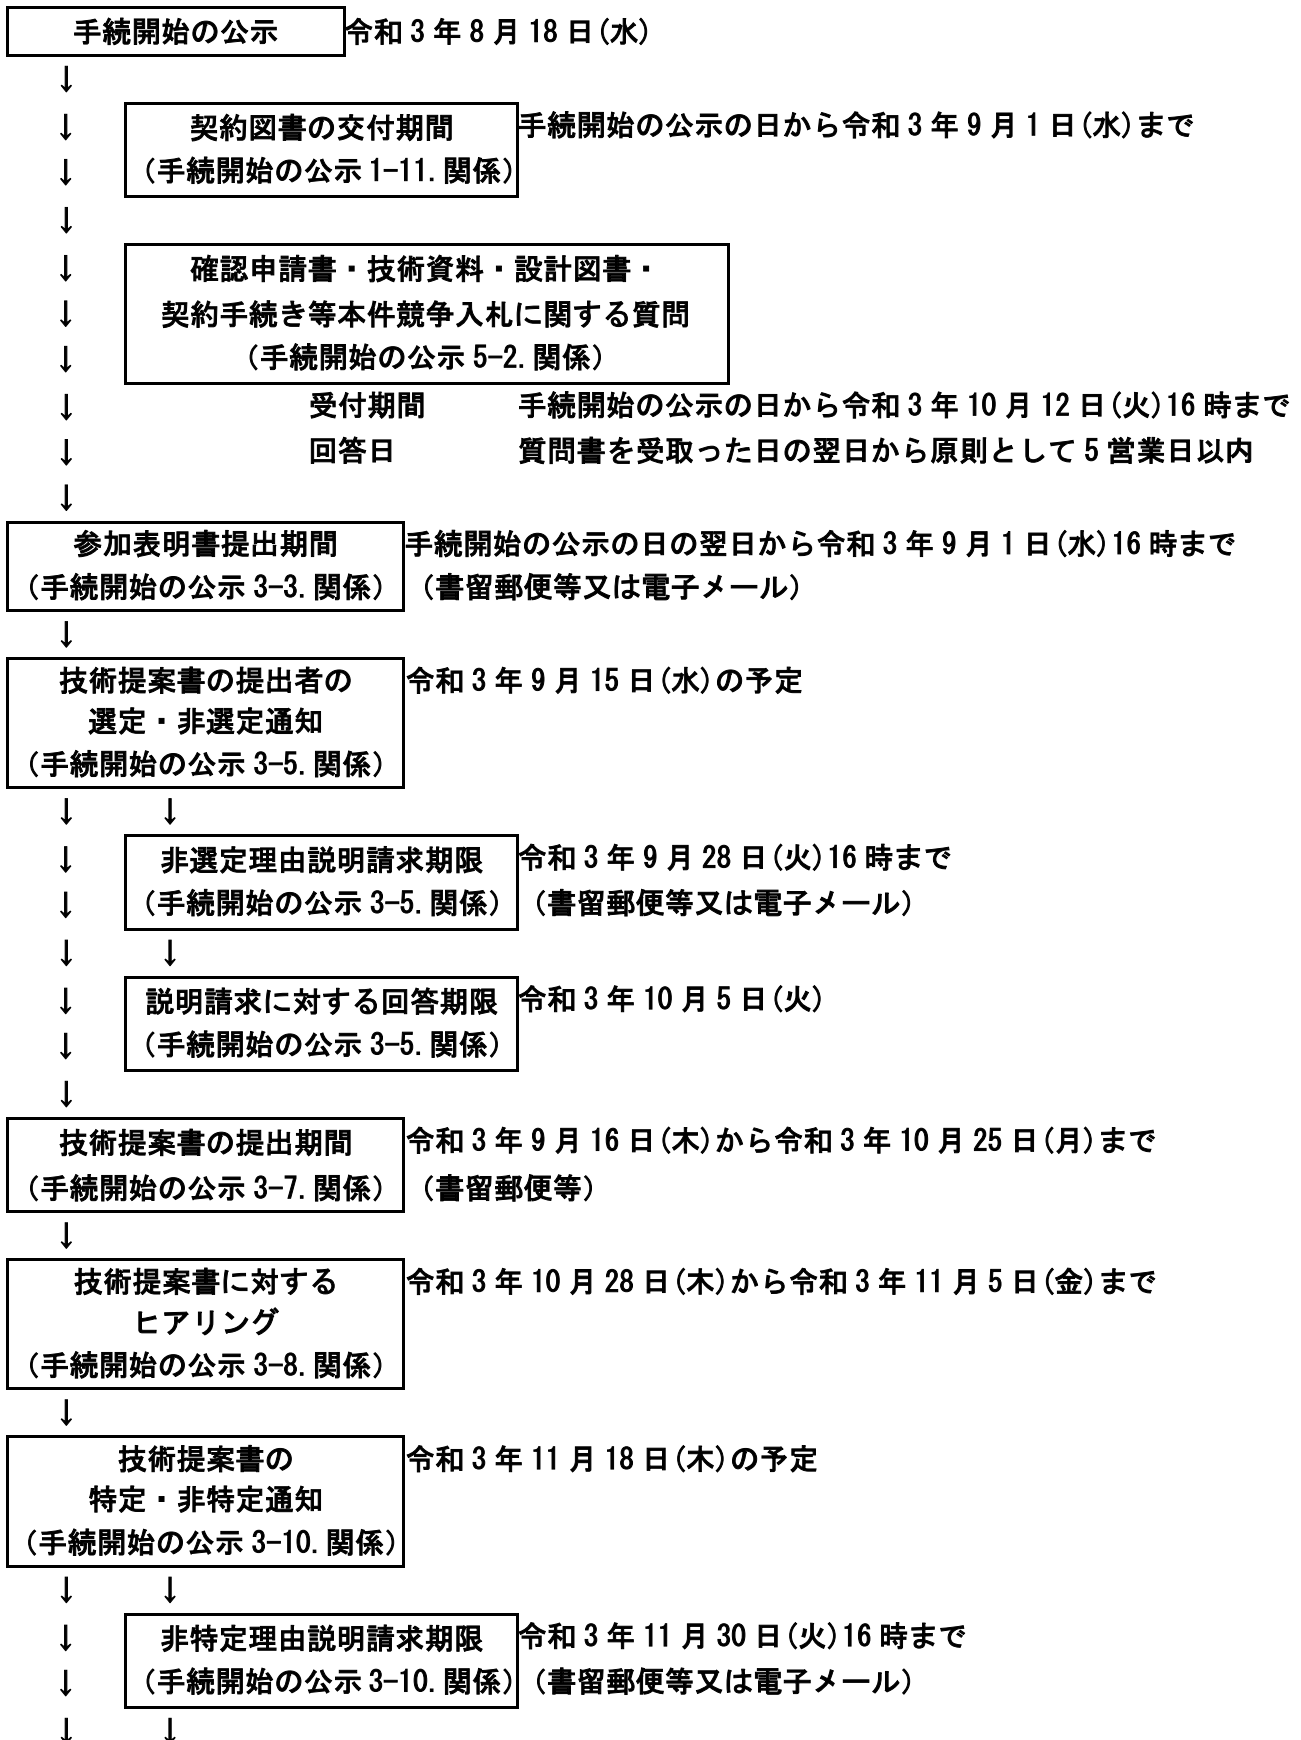 手続開始の公示 令和3年8月18日(水)
↓
↓ 契約図書の交付期間 手続開始の公示の日から令和3年9月1日(水)まで
↓ (手続開始の公示1-11.関係)
↓
↓ 確認申請書・技術資料・設計図書・
↓ 契約手続き等本件競争入札に関する質問
↓ (手続開始の公示5-2.関係)
↓ 受付期間 手続開始の公示の日から令和3年10月12日(火)16時まで
↓ 回答日 質問書を受取った日の翌日から原則として5営業日以内
↓
参加表明書提出期間 手続開始の公示の日の翌日から令和3年9月1日(水)16時まで
(手続開始の公示3-3.関係) (書留郵便等又は電子メール)
↓
技術提案書の提出者の 令和3年9月15日(水)の予定
選定・非選定通知
(手続開始の公示3-5.関係)
↓ ↓
↓ 非選定理由説明請求期限 令和3年9月28日(火)16時まで
↓ (手続開始の公示3-5.関係) (書留郵便等又は電子メール)
↓ ↓
↓ 説明請求に対する回答期限 令和3年10月5日(火)
↓ (手続開始の公示3-5.関係)
↓
技術提案書の提出期間 令和3年9月16日(木)から令和3年10月25日(月)まで
(手続開始の公示3-7.関係) (書留郵便等)
↓
技術提案書に対する 令和3年10月28日(木)から令和3年11月5日(金)まで
ヒアリング
(手続開始の公示3-8.関係)
↓
技術提案書の 令和3年11月18日(木)の予定
特定・非特定通知
(手続開始の公示3-10.関係)
↓ ↓
↓ 非特定理由説明請求期限 令和3年11月30日(火)16時まで
↓ (手続開始の公示3-10.関係) (書留郵便等又は電子メール)
↓ ↓